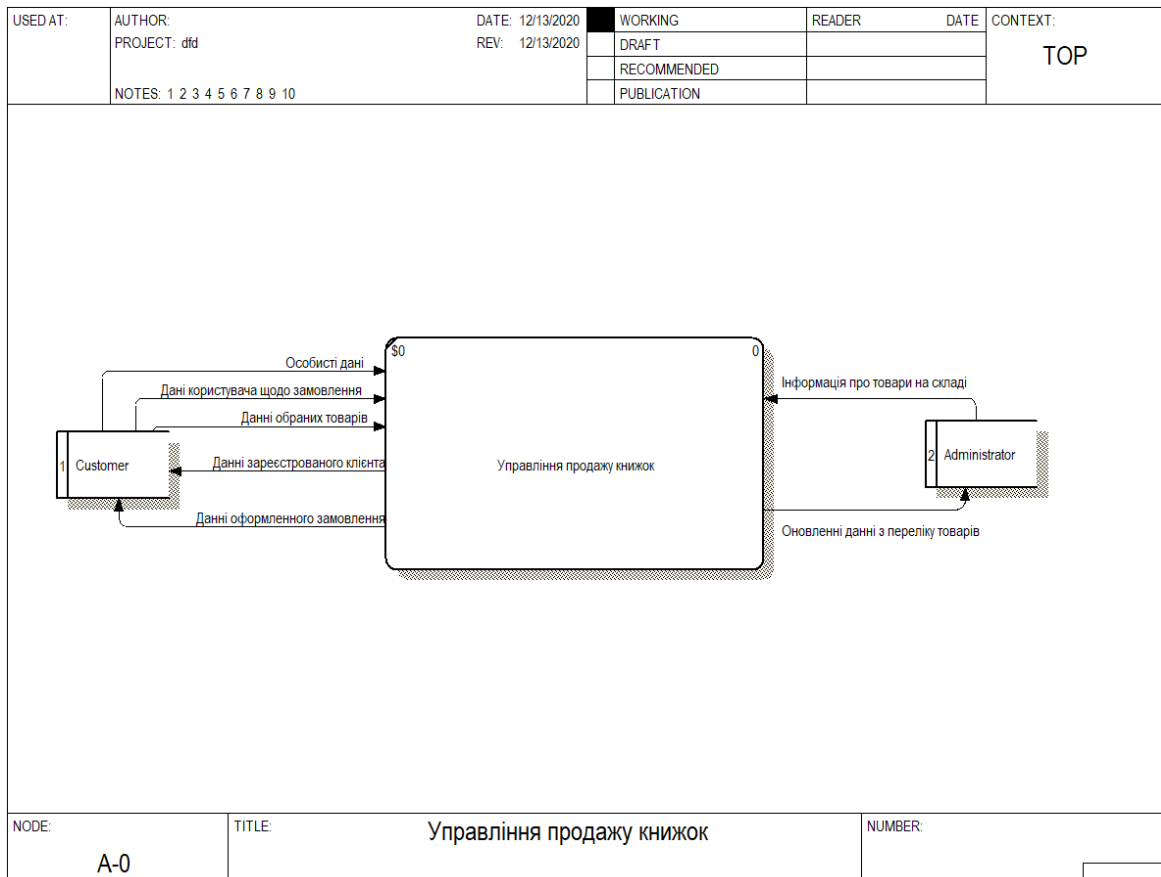 USED AT:
AUTHOR:
DATE: 12/13/2020
WORKING
READER
DATE
CONTEXT:
PROJECT: dfd
REV: 12/13/2020
DRAFT
TOP
RECOMMENDED
NOTES: 1 2 3 4 5 6 7 8 9 10
PUBLICATION
$0
0
Особисті дані
Дані користувача щодо замовлення
Данні обраних товарів
1 Customer
Данні зареєстрованого клієнта
Данні оформленного замовлення
Управління продажу книжок
Інформація про товари на складі
2 Administrator
Оновленні данні з переліку товарів
NODE:
A-0
TITLE:
Управління продажу книжок
NUMBER: